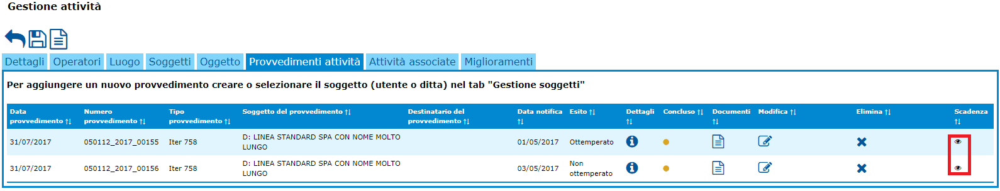 Gestione attività
Dettagli Operatori Luogo Soggetti Oggetto Provvedimenti attività Attività associate Miglioramenti
Per aggiungere un nuovo provvedimento creare o selezionare il soggetto (utente o ditta) nel tab "Gestione soggetti"
Data provvedimento ↑↓ Numero provvedimento ↑↓ Tipo provvedimento ↑↓ Soggetto del provvedimento ↑↓ Destinatario del provvedimento ↑↓ Data notifica ↑↓ Esito ↑↓ Dettagli ↑↓ Concluso ↑↓ Documenti ↑↓ Modifica ↑↓ Elimina ↑↓ Scadenza ↑↓
31/07/2017 050112_2017_00155 Iter 758 D: LINEA STANDARD SPA CON NOME MOLTO LUNGO 01/05/2017 Ottemperato
31/07/2017 050112_2017_00156 Iter 758 D: LINEA STANDARD SPA CON NOME MOLTO LUNGO 03/05/2017 Non ottemperato